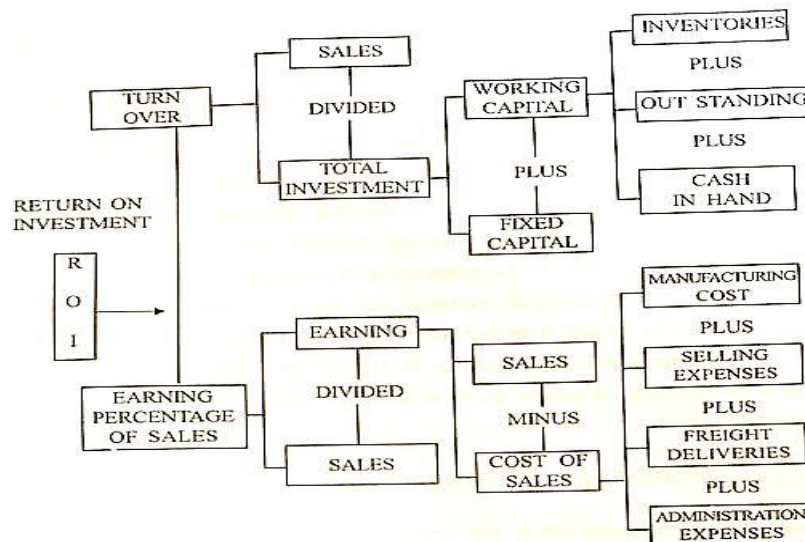 INVENTORIES
SALES
PLUS
TURN
OVER
WORKING
CAPITAL
OUT STANDING
DIVIDED
PLUS
TOTAL
INVESTMENT
PLUS
CASH
IN HAND
RETURN ON
INVESTMENT
FIXED
CAPITAL
R
O
I
MANUFACTURING
COST
EARNING
PLUS
SALES
SELLING
EXPENSES
EARNING
PERCENTAGE
OF SALES
DIVIDED
MINUS
PLUS
FREIGHT
DELIVERIES
SALES
COST OF
SALES
PLUS
ADMINISTRATION
EXPENSES